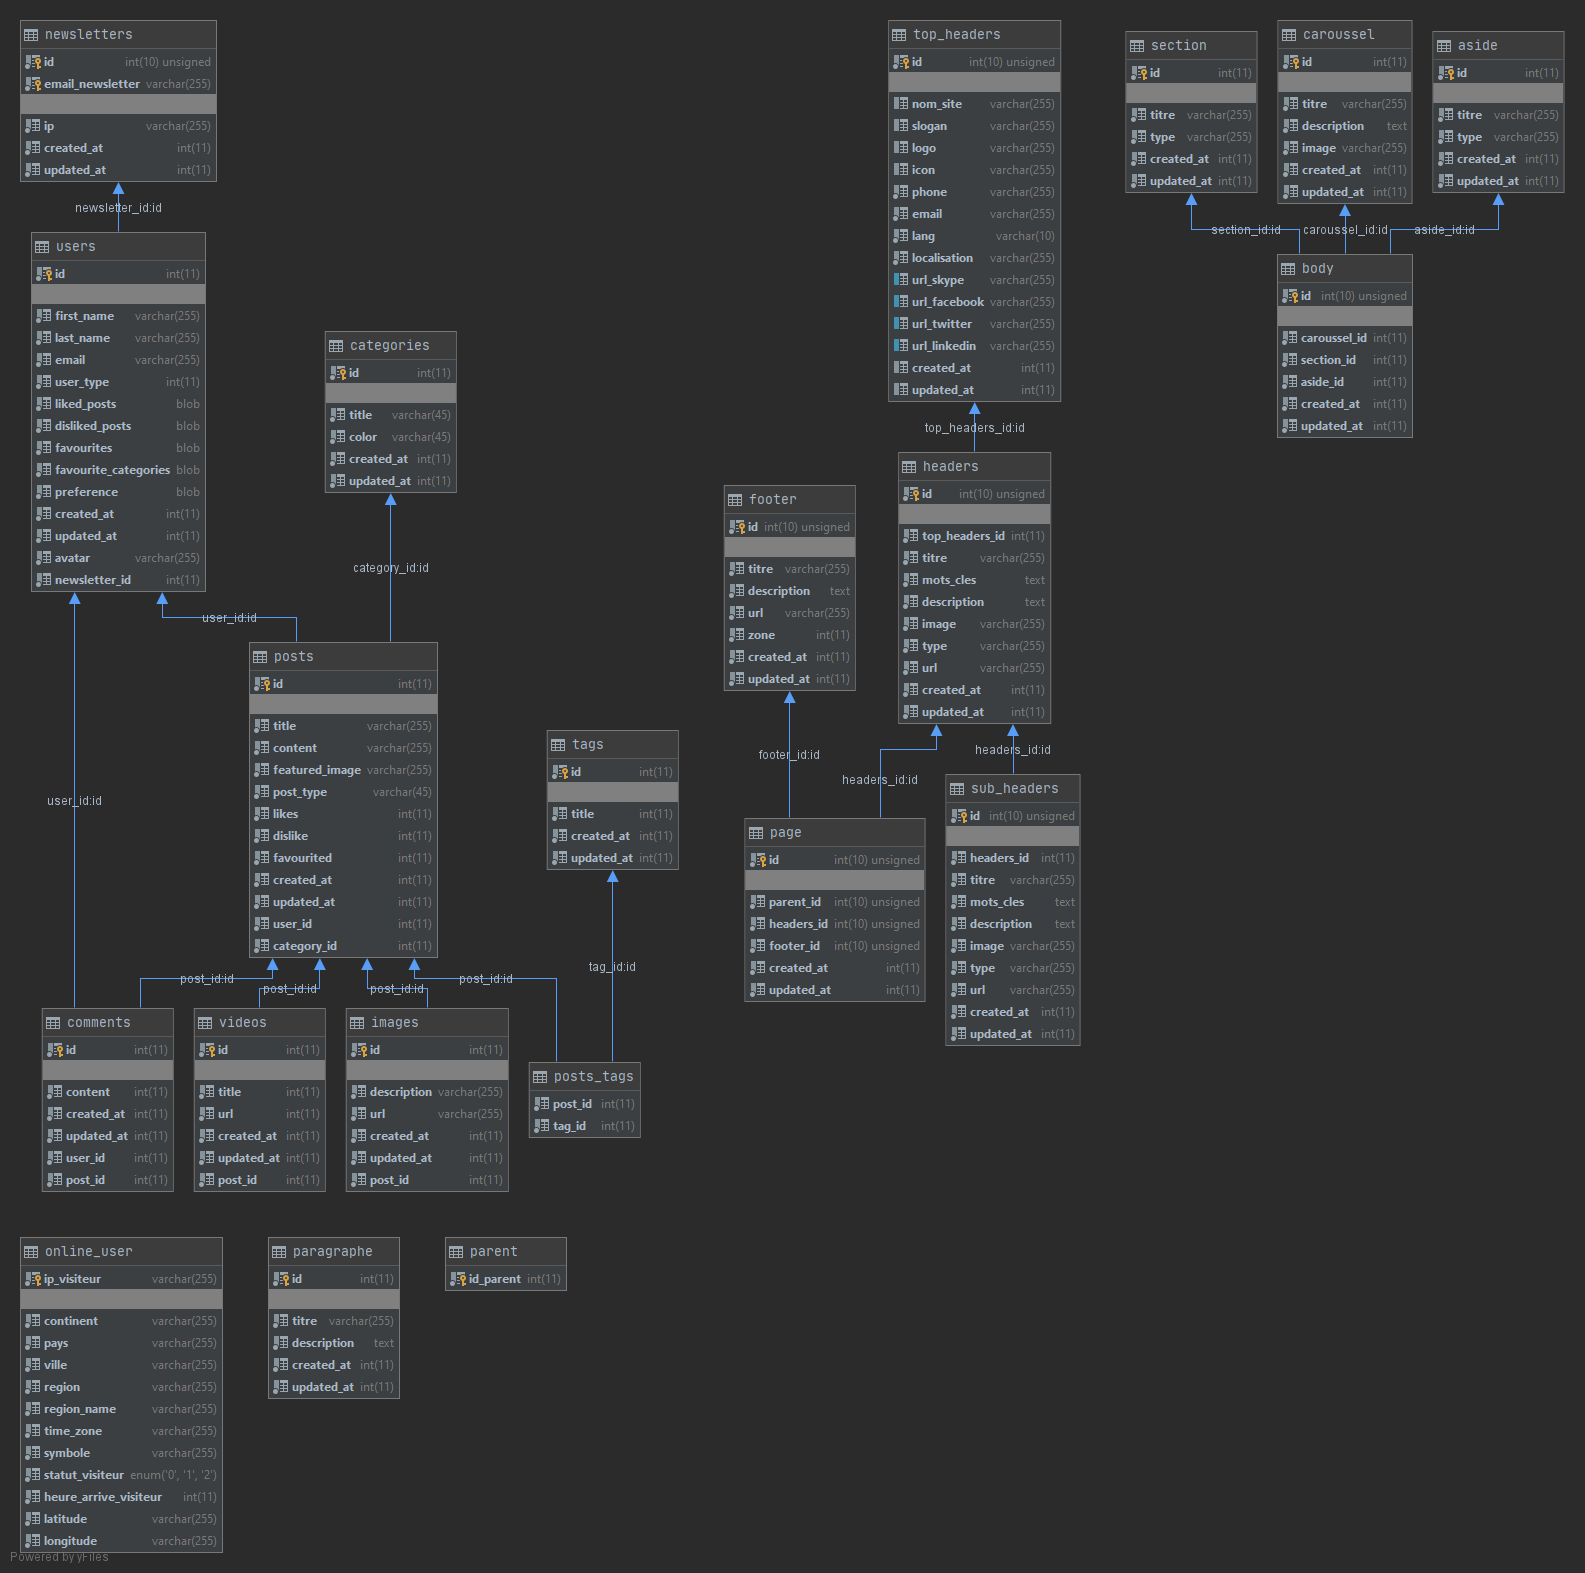 newsletters
id int(10) unsigned
email_newsletter varchar(255)
ip varchar(255)
created_at int(11)
updated_at int(11)
newsletter_id:id
users
id int(11)
first_name varchar(255)
last_name varchar(255)
email varchar(255)
user_type int(11)
liked_posts blob
disliked_posts blob
favourites blob
favourite_categories blob
preference blob
created_at int(11)
updated_at int(11)
avatar varchar(255)
newsletter_id int(11)
user_id:id
user_id:id
categories
id int(11)
title varchar(45)
color varchar(45)
created_at int(11)
updated_at int(11)
category_id:id
posts
id int(11)
title varchar(255)
content varchar(255)
featured_image varchar(255)
post_type varchar(45)
likes int(11)
dislike int(11)
favourited int(11)
created_at int(11)
updated_at int(11)
user_id int(11)
category_id int(11)
post_id:id
post_id:id
post_id:id
post_id:id
comments
id int(11)
content int(11)
created_at int(11)
updated_at int(11)
user_id int(11)
post_id int(11)
videos
id int(11)
title int(11)
url int(11)
created_at int(11)
updated_at int(11)
post_id int(11)
images
id int(11)
description varchar(255)
url varchar(255)
created_at int(11)
updated_at int(11)
post_id int(11)
tags
id int(11)
title int(11)
created_at int(11)
updated_at int(11)
tag_id:id
posts_tags
post_id int(11)
tag_id int(11)
top_headers
id int(10) unsigned
nom_site varchar(255)
slogan varchar(255)
logo varchar(255)
icon varchar(255)
phone varchar(255)
email varchar(255)
lang varchar(10)
localisation varchar(255)
url_skype varchar(255)
url_facebook varchar(255)
url_twitter varchar(255)
url_linkedin varchar(255)
created_at int(11)
updated_at int(11)
top_headers_id:id
headers
id int(10) unsigned
top_headers_id int(11)
titre varchar(255)
mots_cles text
description text
image varchar(255)
type varchar(255)
url varchar(255)
created_at int(11)
updated_at int(11)
headers_id:id
headers_id:id
footer
id int(10) unsigned
titre varchar(255)
description text
url varchar(255)
zone int(11)
created_at int(11)
updated_at int(11)
footer_id:id
page
id int(10) unsigned
parent_id int(10) unsigned
headers_id int(10) unsigned
footer_id int(10) unsigned
created_at int(11)
updated_at int(11)
sub_headers
id int(10) unsigned
headers_id int(11)
titre varchar(255)
mots_cles text
description text
image varchar(255)
type varchar(255)
url varchar(255)
created_at int(11)
updated_at int(11)
section
id int(11)
titre varchar(255)
type varchar(255)
created_at int(11)
updated_at int(11)
caroussel
id int(11)
titre varchar(255)
description text
image varchar(255)
created_at int(11)
updated_at int(11)
aside
id int(11)
titre varchar(255)
type varchar(255)
created_at int(11)
updated_at int(11)
section_id:id
caroussel_id:id
aside_id:id
body
id int(10) unsigned
caroussel_id int(11)
section_id int(11)
aside_id int(11)
created_at int(11)
updated_at int(11)
online_user
ip_visiteur varchar(255)
continent varchar(255)
pays varchar(255)
ville varchar(255)
region varchar(255)
region_name varchar(255)
time_zone varchar(255)
symbole varchar(255)
statut_visiteur enum('0', '1', '2')
heure_arrive_visiteur int(11)
latitude varchar(255)
longitude varchar(255)
paragraphe
id int(11)
titre varchar(255)
description text
created_at int(11)
updated_at int(11)
parent
id_parent int(11)
Powered by yFiles